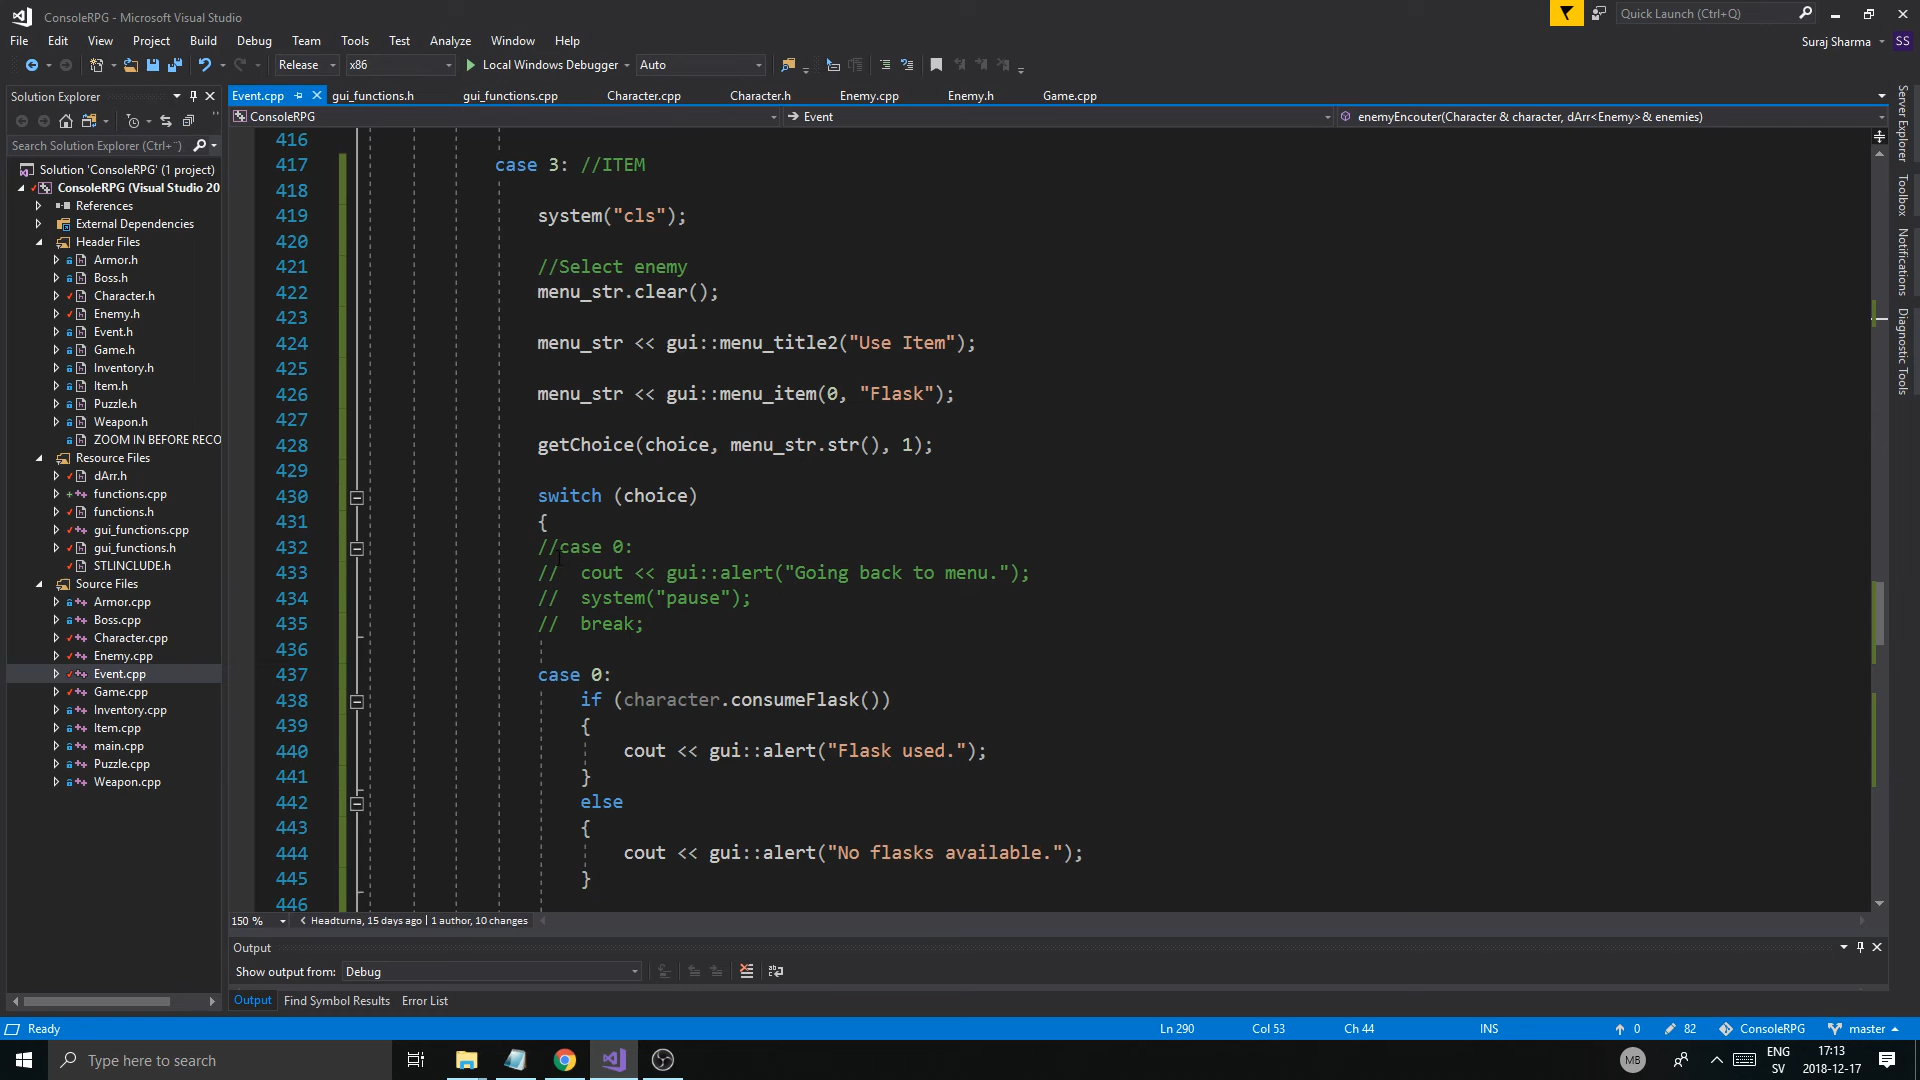 ConsoleRPG - Microsoft Visual Studio
Quick Launch (Ctrl+Q)
File Edit View Project Build Debug Team Tools Test Analyze Window Help
Suraj Sharma SS
Release x86 Local Windows Debugger Auto
Solution Explorer
Event.cpp gui_functions.h gui_functions.cpp Character.cpp Character.h Enemy.cpp Enemy.h Game.cpp
ConsoleRPG Event enemyEncouter(Character & character, dArr<Enemy>& enemies)
Search Solution Explorer (Ctrl+
Solution 'ConsoleRPG' (1 project)
ConsoleRPG (Visual Studio 20
References
External Dependencies
Header Files
Armor.h
Boss.h
Character.h
Enemy.h
Event.h
Game.h
Inventory.h
Item.h
Puzzle.h
Weapon.h
ZOOM IN BEFORE RECO
Resource Files
dArr.h
functions.cpp
functions.h
gui_functions.cpp
gui_functions.h
STLINCLUDE.h
Source Files
Armor.cpp
Boss.cpp
Character.cpp
Enemy.cpp
Event.cpp
Game.cpp
Inventory.cpp
Item.cpp
main.cpp
Puzzle.cpp
Weapon.cpp
416
417 case 3: //ITEM
418
419 system("cls");
420
421 //Select enemy
422 menu_str.clear();
423
424 menu_str << gui::menu_title2("Use Item");
425
426 menu_str << gui::menu_item(0, "Flask");
427
428 getChoice(choice, menu_str.str(), 1);
429
430 switch (choice)
431 {
432 //case 0:
433 // cout << gui::alert("Going back to menu.");
434 // system("pause");
435 // break;
436
437 case 0:
438 if (character.consumeFlask())
439 {
440 cout << gui::alert("Flask used.");
441 }
442 else
443 {
444 cout << gui::alert("No flasks available.");
445 }
446
150 % Headturna, 15 days ago | 1 author, 10 changes
Output
Show output from: Debug
Output Find Symbol Results Error List
Server Explorer
Toolbox
Notifications
Diagnostic Tools
Ready Ln 290 Col 53 Ch 44 INS 0 82 ConsoleRPG master
Type here to search
MB ENG 17:13
SV 2018-12-17